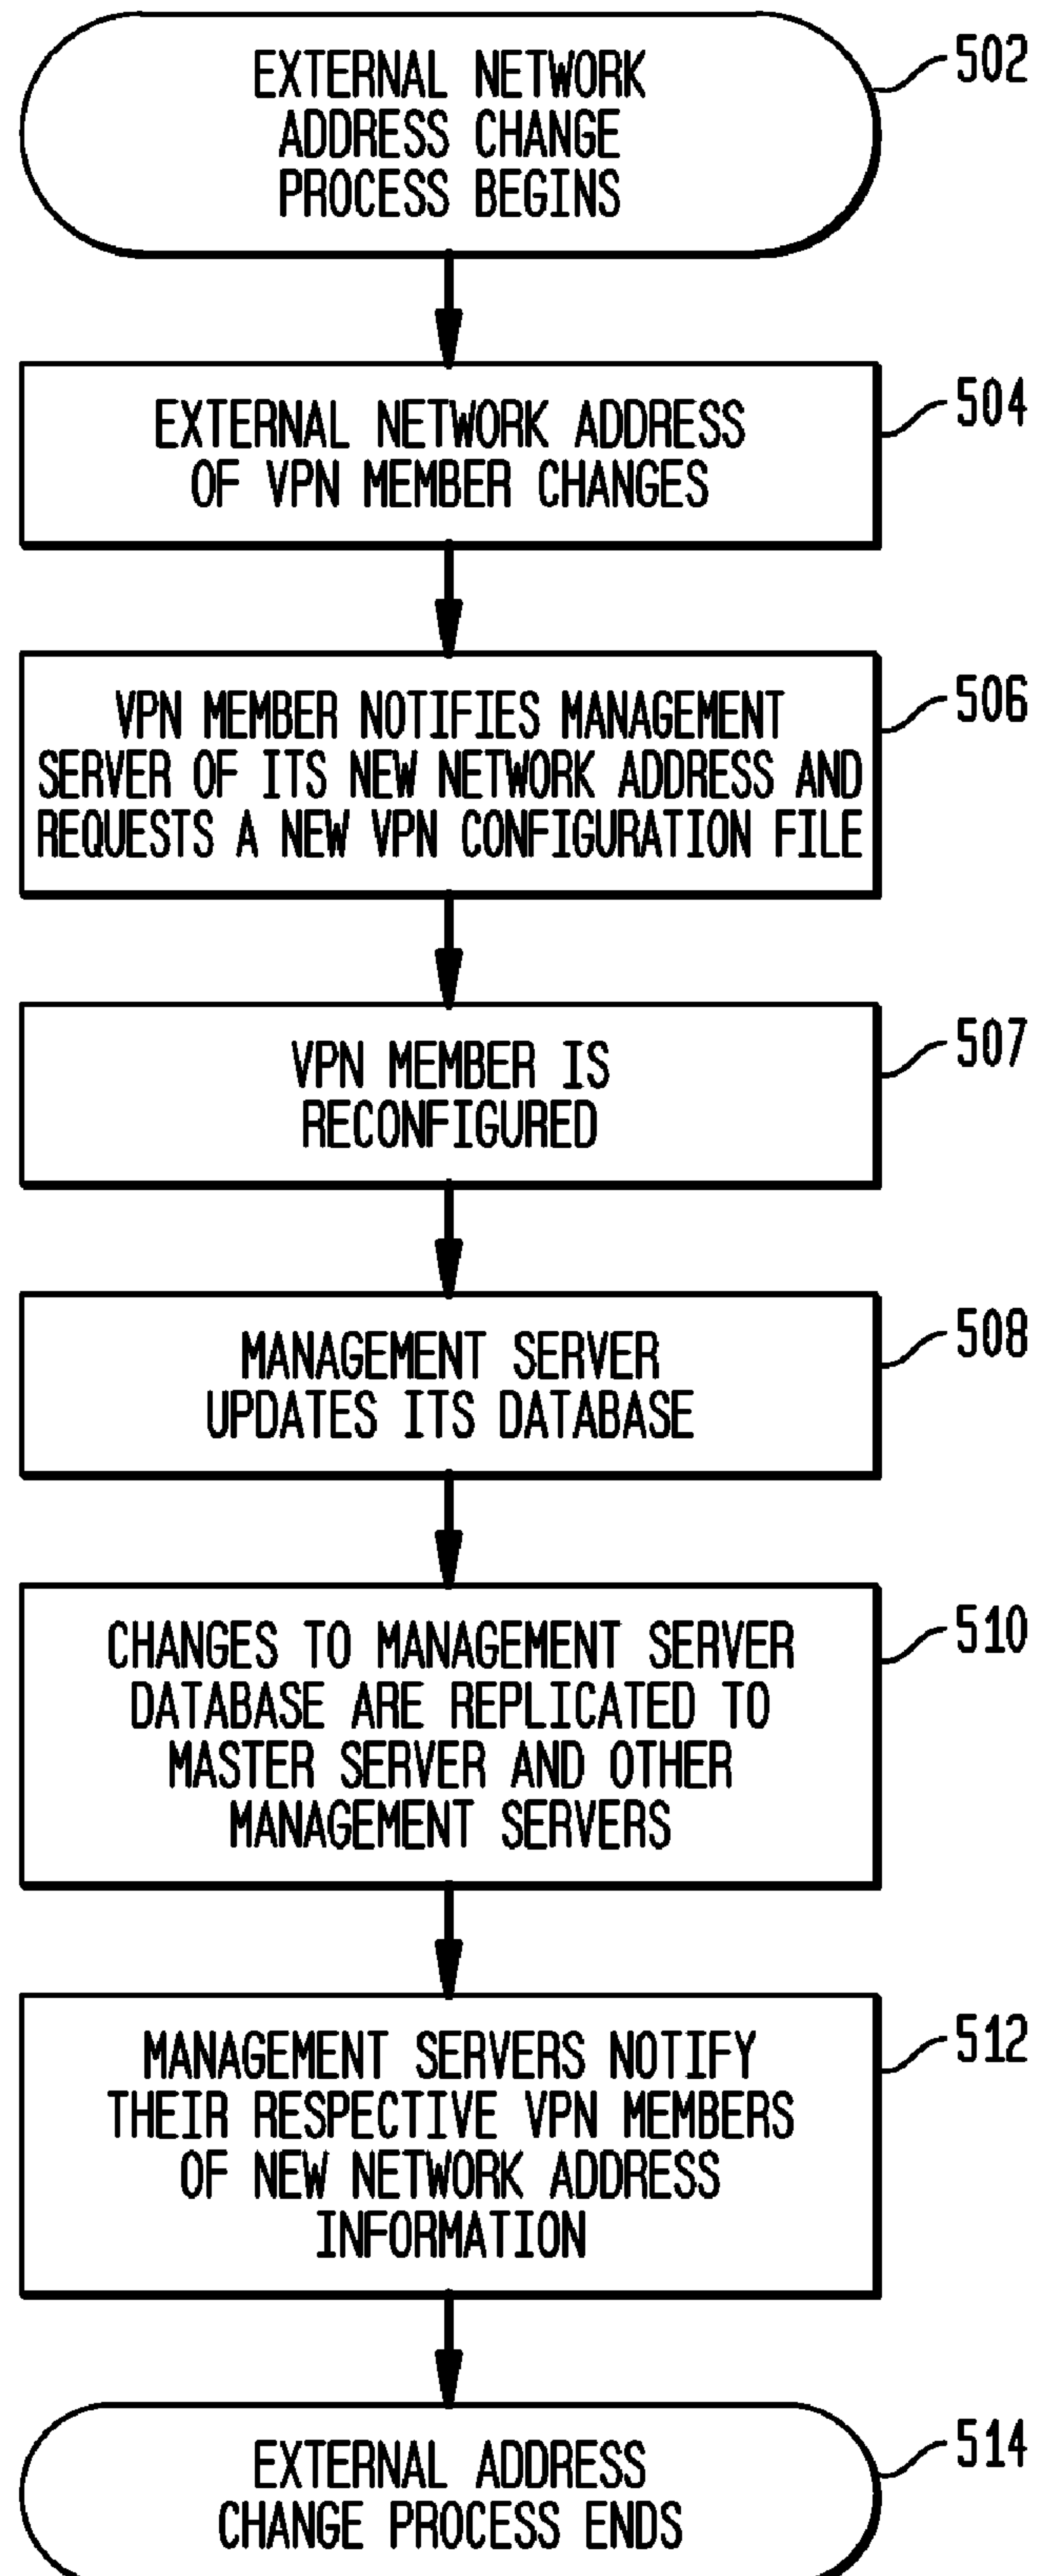 EXTERNAL NETWORK
ADDRESS CHANGE
PROCESS BEGINS
502
EXTERNAL NETWORK ADDRESS
OF VPN MEMBER CHANGES
504
VPN MEMBER NOTIFIES MANAGEMENT
SERVER OF ITS NEW NETWORK ADDRESS AND
REQUESTS A NEW VPN CONFIGURATION FILE
506
VPN MEMBER IS
RECONFIGURED
507
MANAGEMENT SERVER
UPDATES ITS DATABASE
508
CHANGES TO MANAGEMENT SERVER
DATABASE ARE REPLICATED TO
MASTER SERVER AND OTHER
MANAGEMENT SERVERS
510
MANAGEMENT SERVERS NOTIFY
THEIR RESPECTIVE VPN MEMBERS
OF NEW NETWORK ADDRESS
INFORMATION
512
EXTERNAL ADDRESS
CHANGE PROCESS ENDS
514